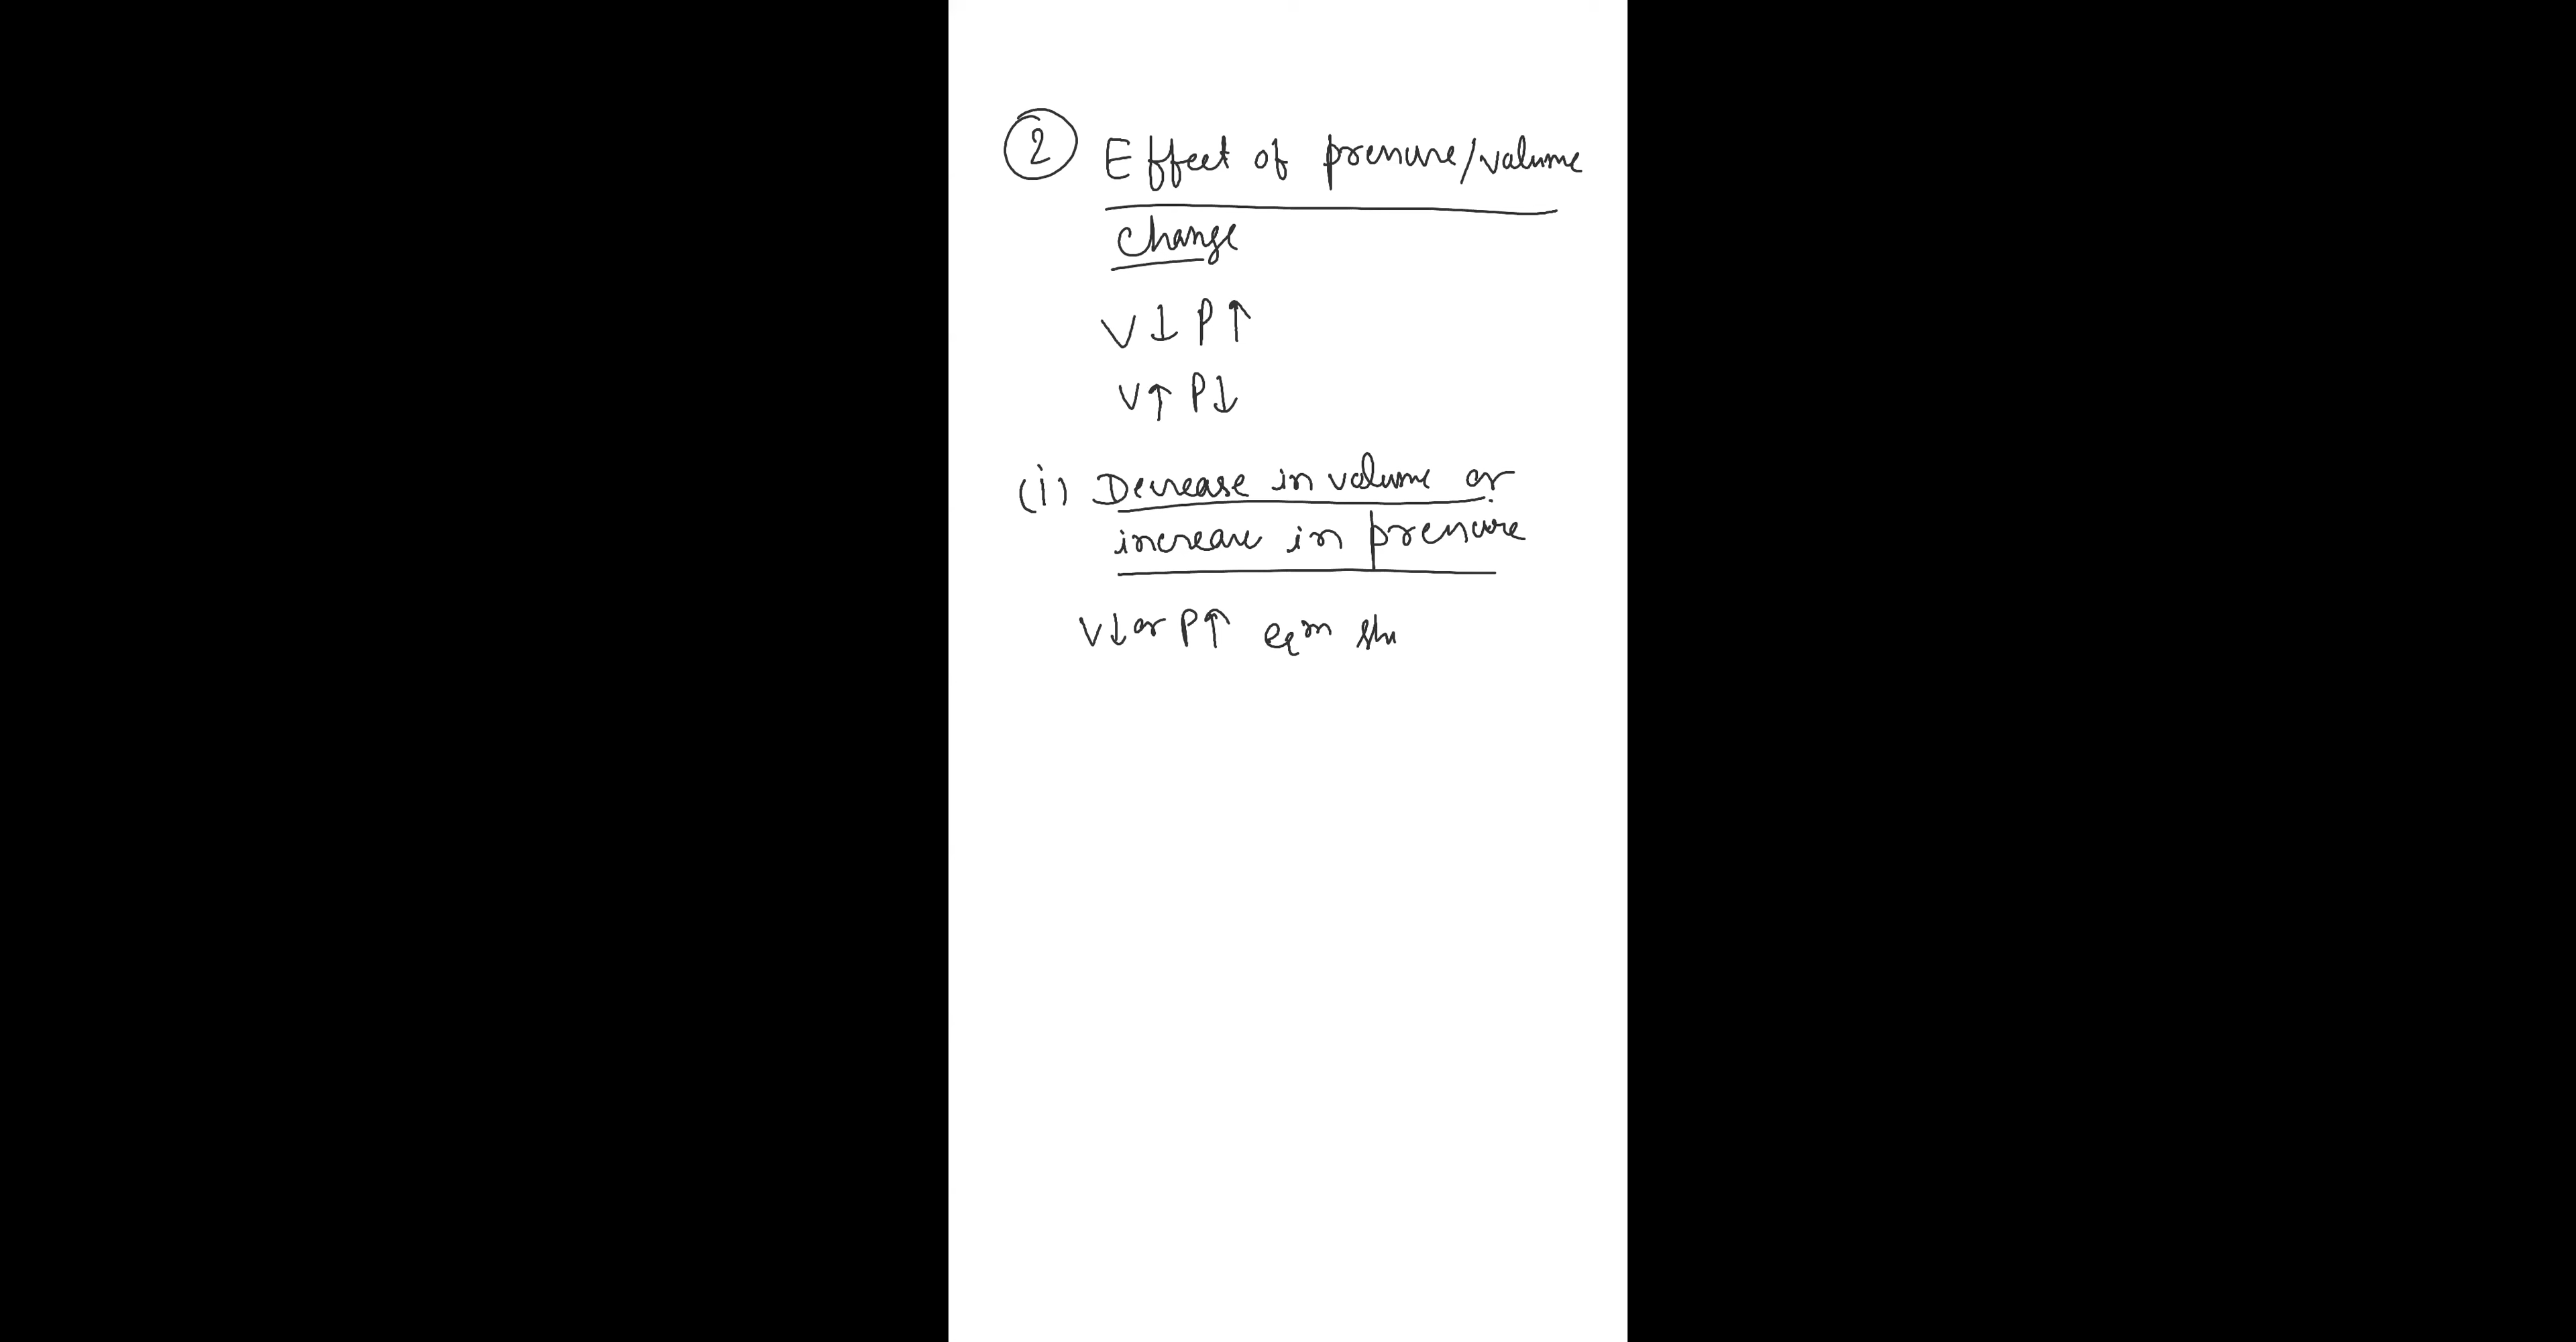 ② Effect of pressure/volume
Change
V↓ P↑
V↑ P↓
(i) Decrease in volume or
increase in pressure
V↓ or P↑ eqm